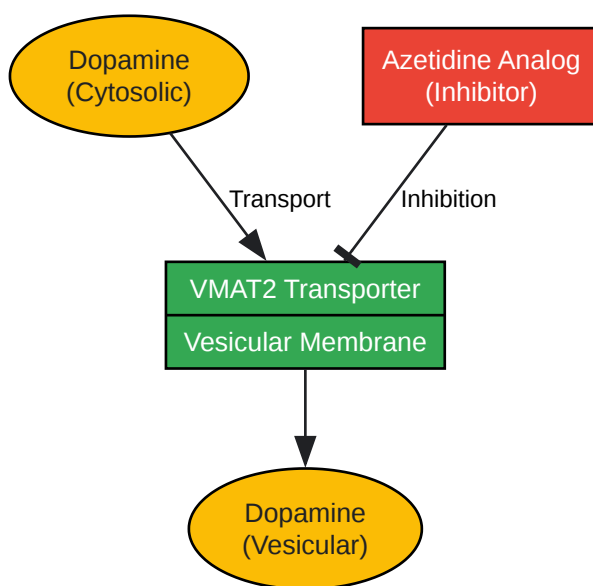 Dopamine
(Cytosolic)
Azetidine Analog
(Inhibitor)
Transport
Inhibition
VMAT2 Transporter
Vesicular Membrane
Dopamine
(Vesicular)